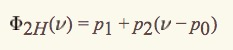 Φ2H(ν) = p1 + p2(ν − p0)